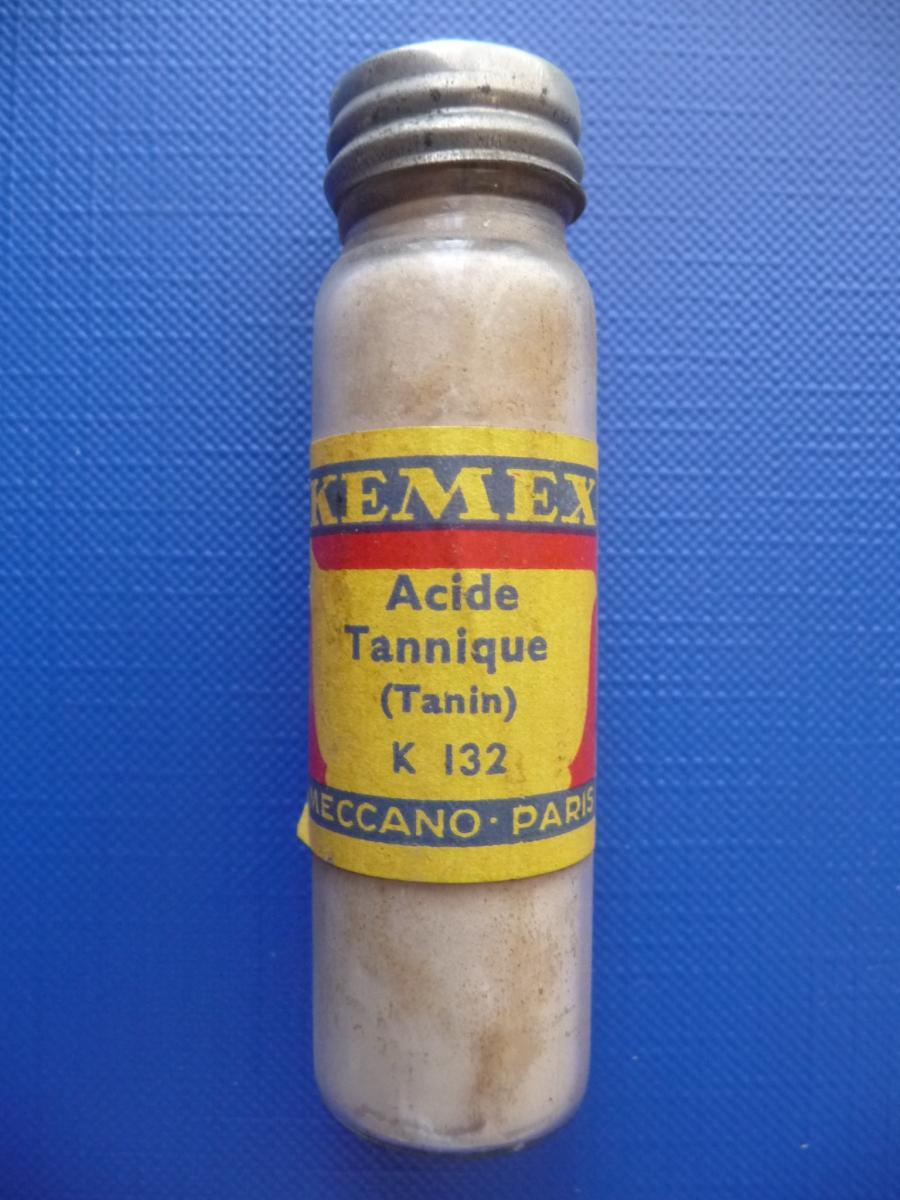 KEMEX
Acide
Tannique
(Tanin)
K 132
MECCANO · PARIS